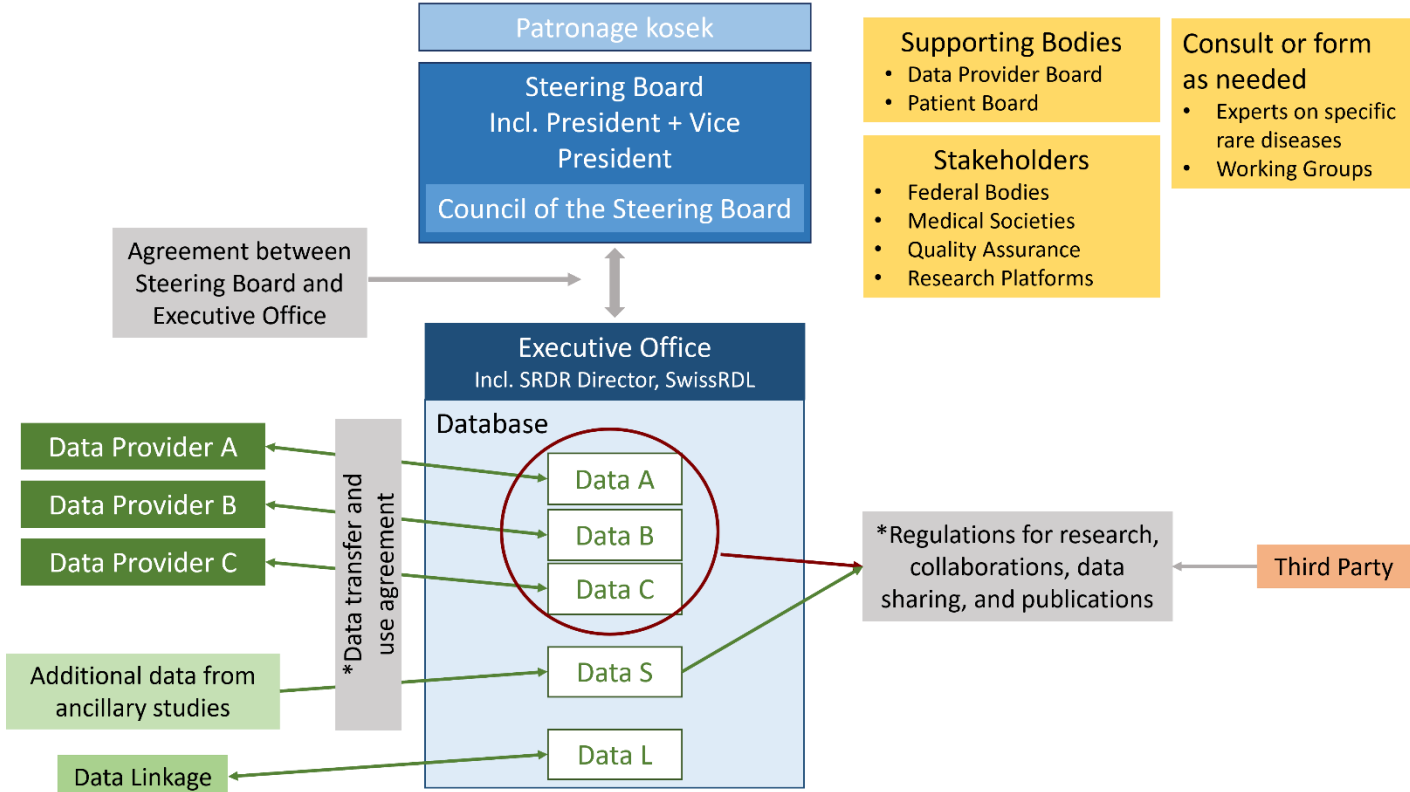 Patronage kosek
Steering Board
Incl. President + Vice
President
Council of the Steering Board
Supporting Bodies
• Data Provider Board
• Patient Board
Consult or form
as needed
• Experts on specific
rare diseases
• Working Groups
Stakeholders
• Federal Bodies
• Medical Societies
• Quality Assurance
• Research Platforms
Agreement between
Steering Board and
Executive Office
Executive Office
Incl. SRDR Director, SwissRDL
Database
Data Provider A
Data Provider B
Data Provider C
*Data transfer and
use agreement
Data A
Data B
Data C
*Regulations for research,
collaborations, data
sharing, and publications
Third Party
Additional data from
ancillary studies
Data S
Data Linkage
Data L